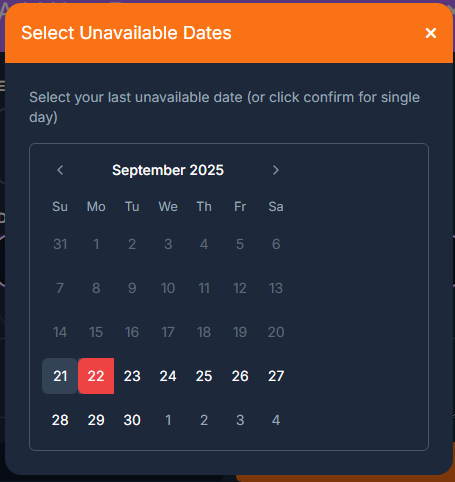 Select Unavailable Dates ×
Select your last unavailable date (or click confirm for single
day)
< September 2025 >
Su Mo Tu We Th Fr Sa
31 1 2 3 4 5 6
7 8 9 10 11 12 13
14 15 16 17 18 19 20
21 22 23 24 25 26 27
28 29 30 1 2 3 4